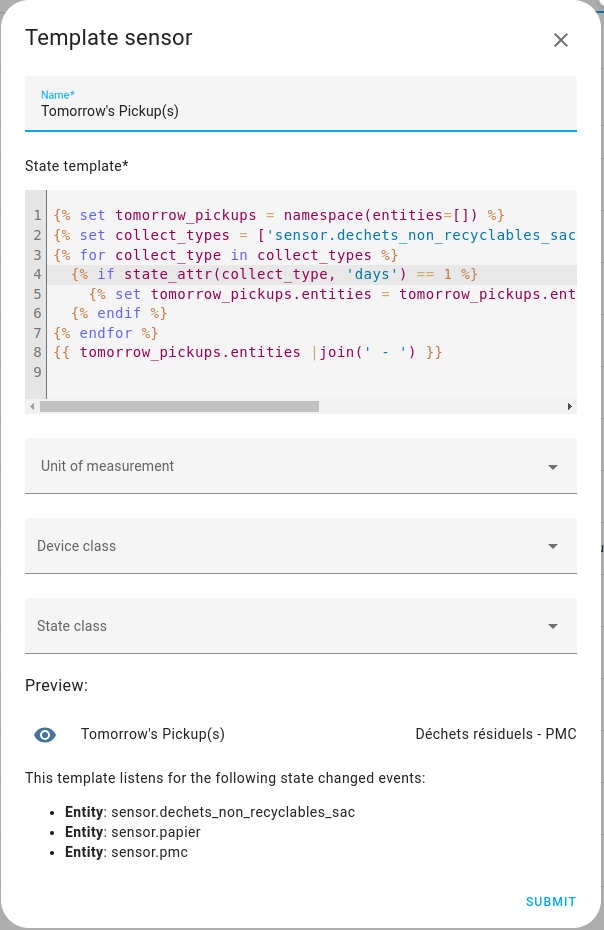 Template sensor
Name*
Tomorrow's Pickup(s)
State template*
1 {% set tomorrow_pickups = namespace(entities=[]) %}
2 {% set collect_types = ['sensor.dechets_non_recyclables_sac
3 {% for collect_type in collect_types %}
4   {% if state_attr(collect_type, 'days') == 1 %}
5     {% set tomorrow_pickups.entities = tomorrow_pickups.ent
6   {% endif %}
7 {% endfor %}
8 {{ tomorrow_pickups.entities |join(' - ') }}
9
Unit of measurement
Device class
State class
Preview:
Tomorrow's Pickup(s) Déchets résiduels - PMC
This template listens for the following state changed events:
• Entity: sensor.dechets_non_recyclables_sac
• Entity: sensor.papier
• Entity: sensor.pmc
SUBMIT